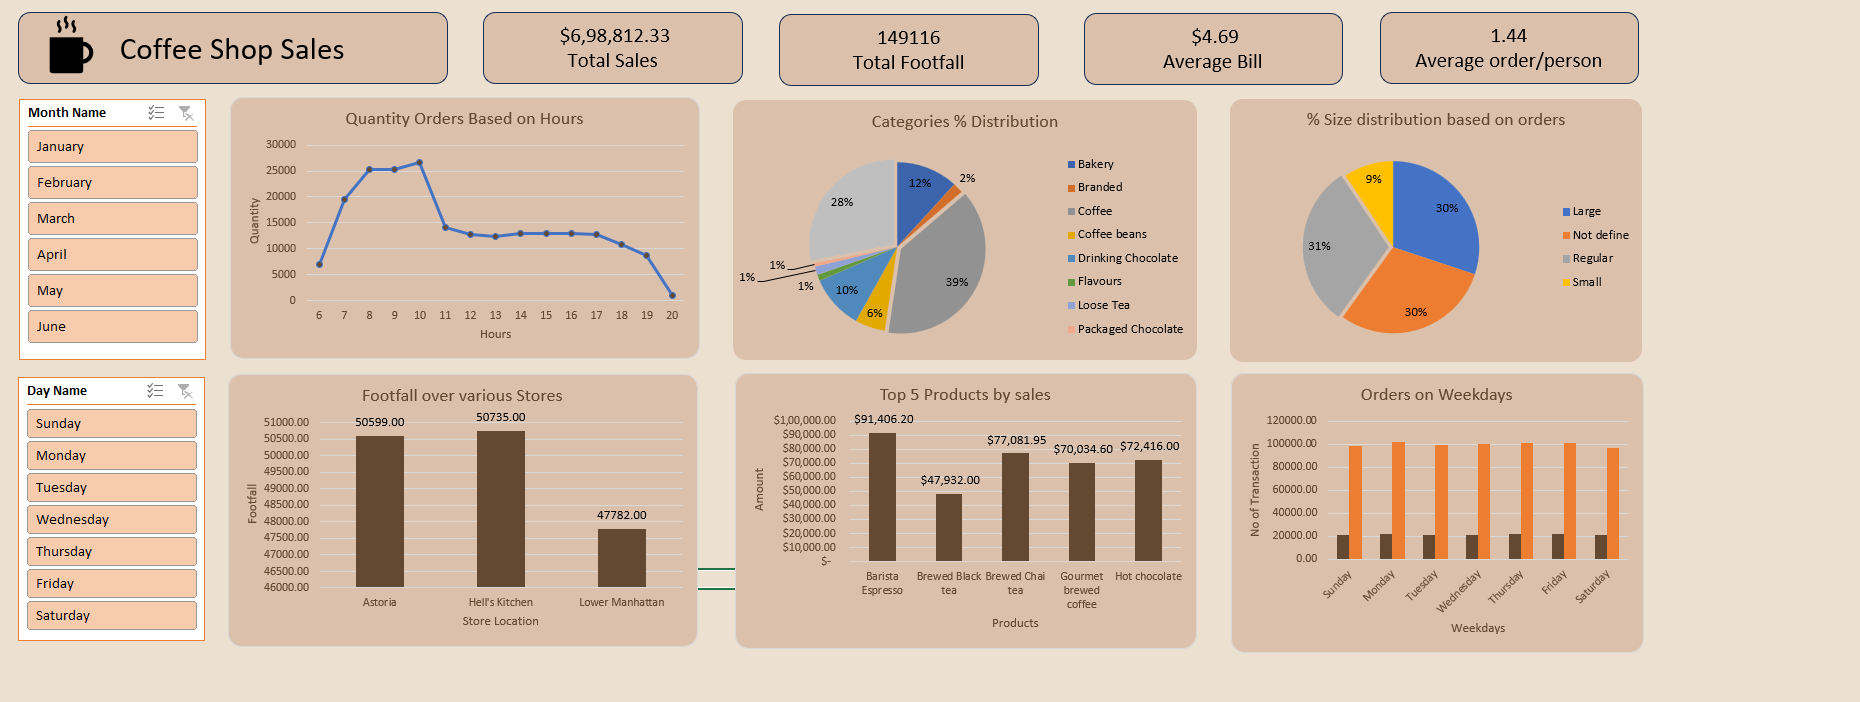 Coffee Shop Sales
$6,98,812.33
Total Sales
149116
Total Footfall
$4.69
Average Bill
1.44
Average order/person
Month Name
January
February
March
April
May
June
Quantity Orders Based on Hours
30000
25000
20000
15000
10000
5000
0
Quantity
6 7 8 9 10 11 12 13 14 15 16 17 18 19 20
Hours
Categories % Distribution
12%
2%
39%
6%
10%
1%
1%
1%
28%
Bakery
Branded
Coffee
Coffee beans
Drinking Chocolate
Flavours
Loose Tea
Packaged Chocolate
% Size distribution based on orders
30%
30%
31%
9%
Large
Not define
Regular
Small
Day Name
Sunday
Monday
Tuesday
Wednesday
Thursday
Friday
Saturday
Footfall over various Stores
51000.00
50500.00
50000.00
49500.00
49000.00
48500.00
48000.00
47500.00
47000.00
46500.00
46000.00
Footfall
50599.00
50735.00
47782.00
Astoria
Hell's Kitchen
Lower Manhattan
Store Location
Top 5 Products by sales
$1,00,000.00
$90,000.00
$80,000.00
$70,000.00
$60,000.00
$50,000.00
$40,000.00
$30,000.00
$20,000.00
$10,000.00
$-
Amount
$91,406.20
$47,932.00
$77,081.95
$70,034.60
$72,416.00
Barista
Espresso
Brewed Black
tea
Brewed Chai
tea
Gourmet
brewed
coffee
Hot chocolate
Products
Orders on Weekdays
120000.00
100000.00
80000.00
60000.00
40000.00
20000.00
0.00
No of Transaction
Sunday
Monday
Tuesday
Wednesday
Thursday
Friday
Saturday
Weekdays